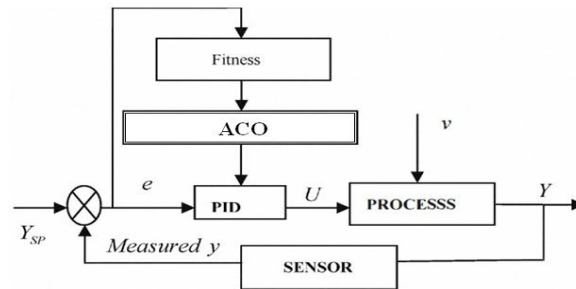 Fitness
ACO
v
e
Y
PID
U
PROCESSS
Y_SP
Measured y
SENSOR